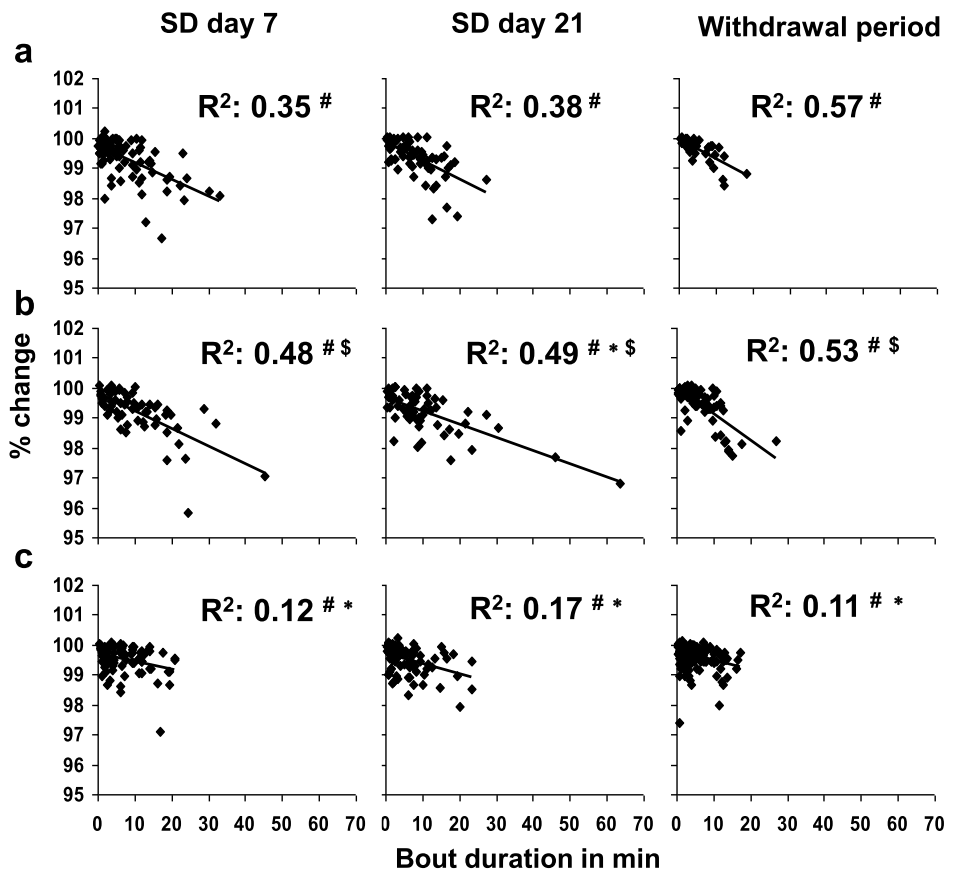 SD day 7 SD day 21 Withdrawal period
a
102
101
100
99
98
97
96
95
R²: 0.35 # R²: 0.38 # R²: 0.57 #
b
102
101
100
99
98
97
96
95
R²: 0.48 # $ R²: 0.49 # * $ R²: 0.53 # $
% change
c
102
101
100
99
98
97
96
95
R²: 0.12 # * R²: 0.17 # * R²: 0.11 # *
0 10 20 30 40 50 60 70 0 10 20 30 40 50 60 70 0 10 20 30 40 50 60 70
Bout duration in min